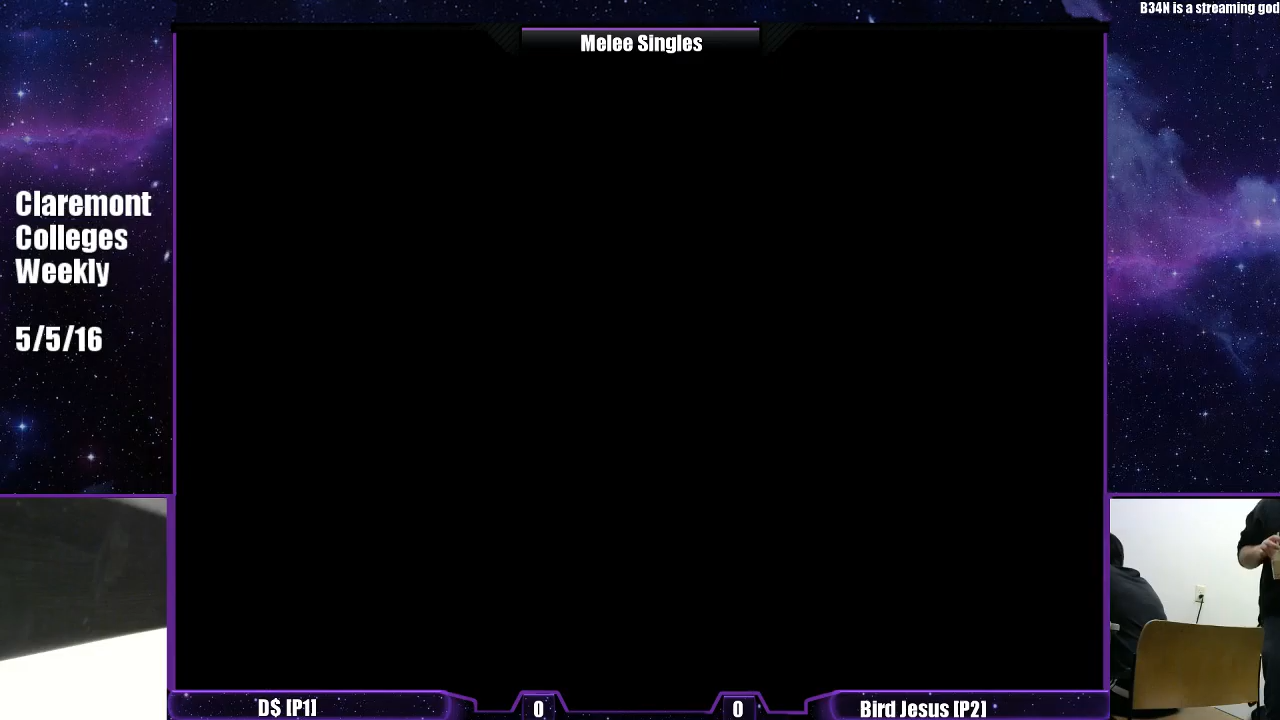 B34N is a streaming god
Melee Singles
Claremont
Colleges
Weekly
5/5/16
D$ [P1]
0
0
Bird Jesus [P2]